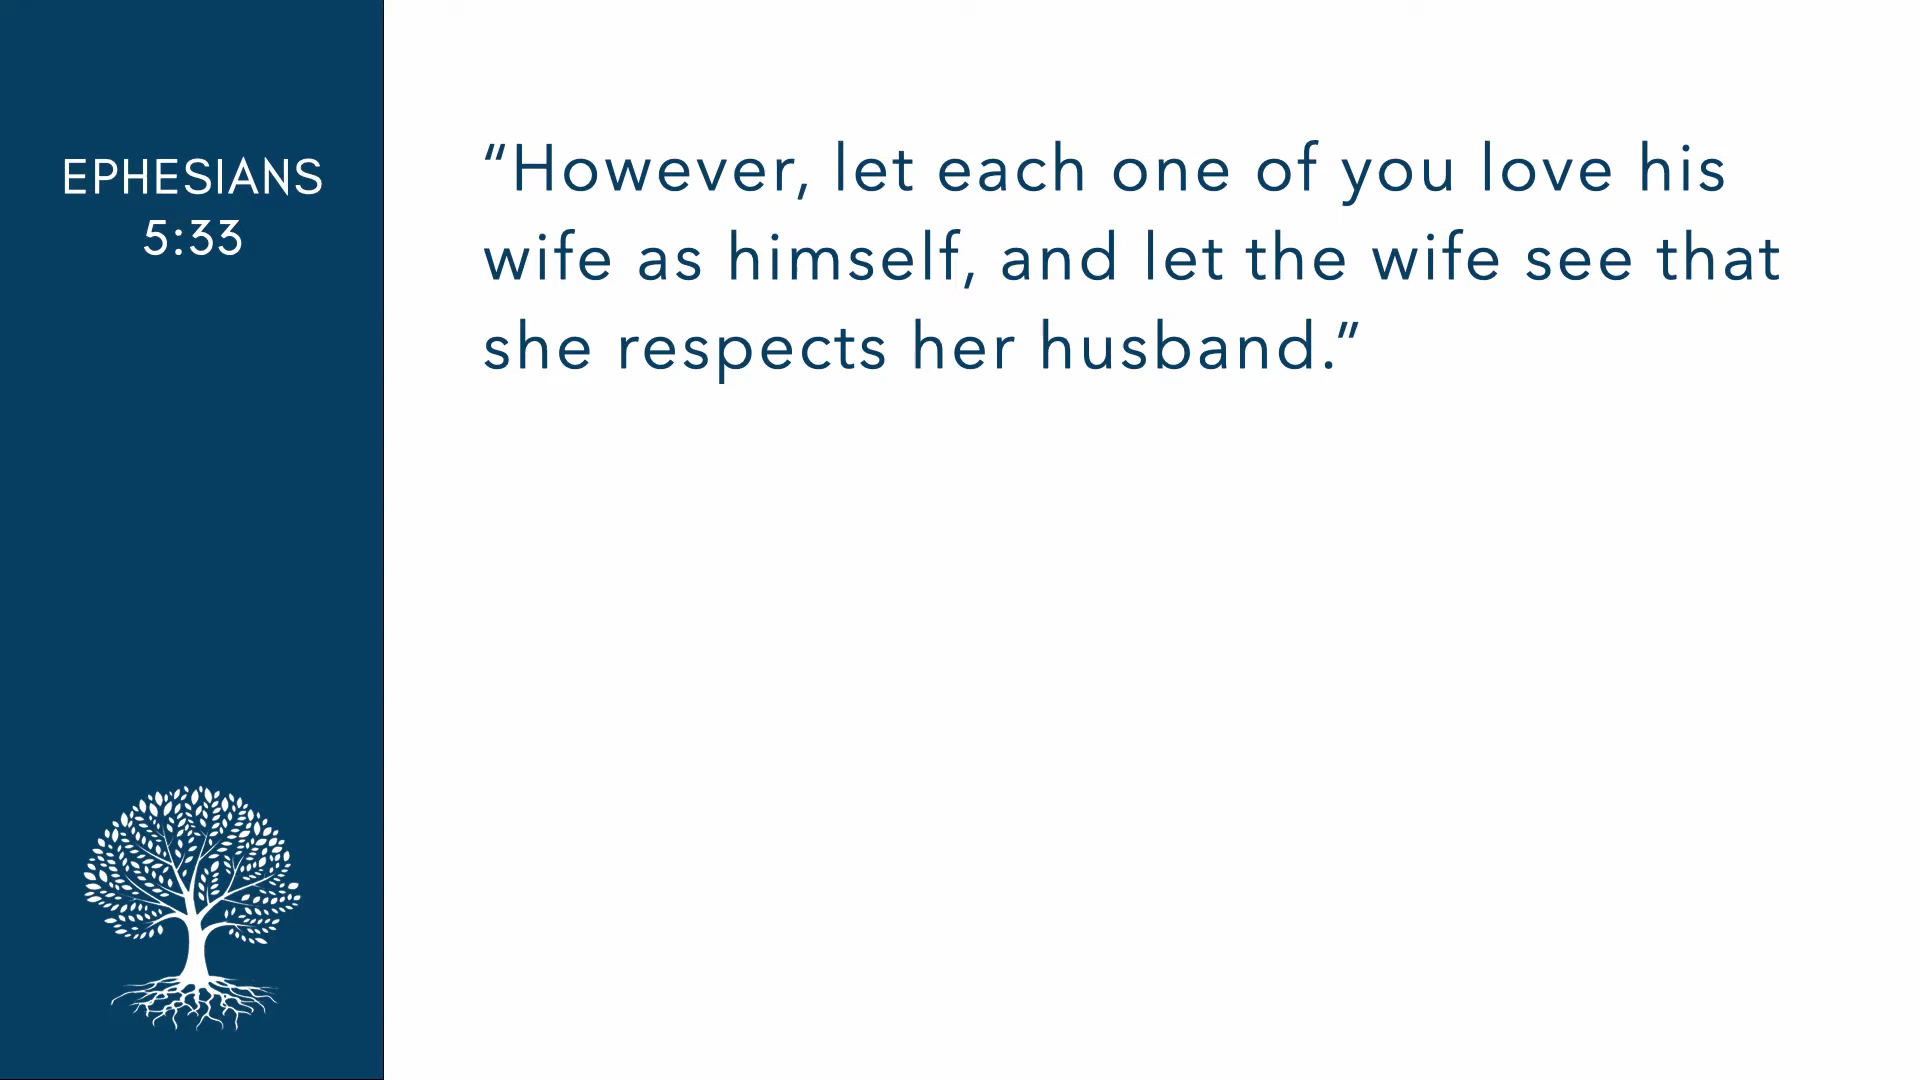 EPHESIANS
5:33
“However, let each one of you love his
wife as himself, and let the wife see that
she respects her husband.”